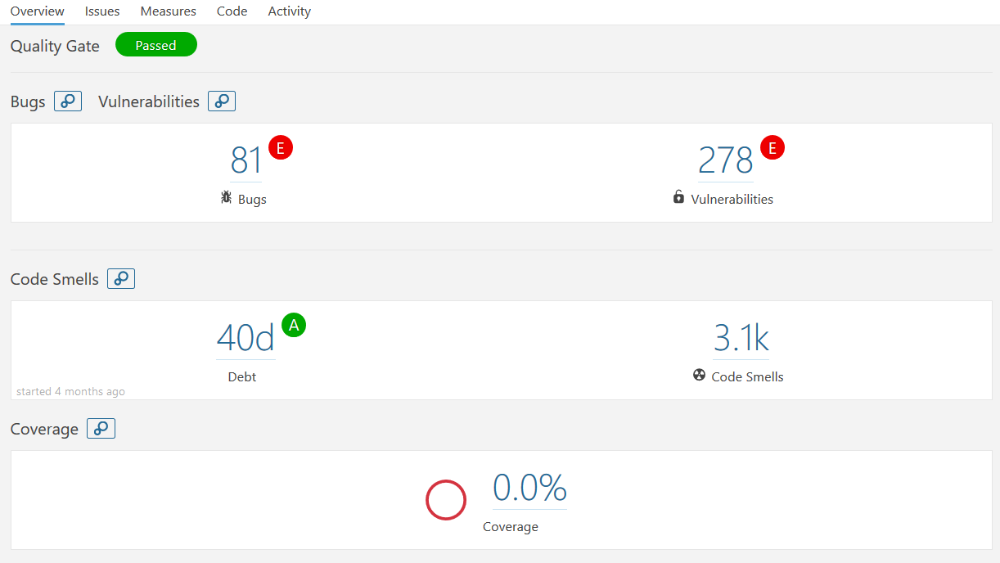 Overview Issues Measures Code Activity
Quality Gate Passed
Bugs Vulnerabilities
81 E 278 E
Bugs Vulnerabilities
Code Smells
40d A 3.1k
Debt Code Smells
started 4 months ago
Coverage
0.0%
Coverage